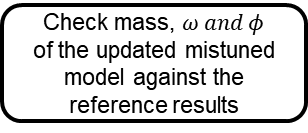 Check mass, ω and ϕ
of the updated mistuned
model against the
reference results